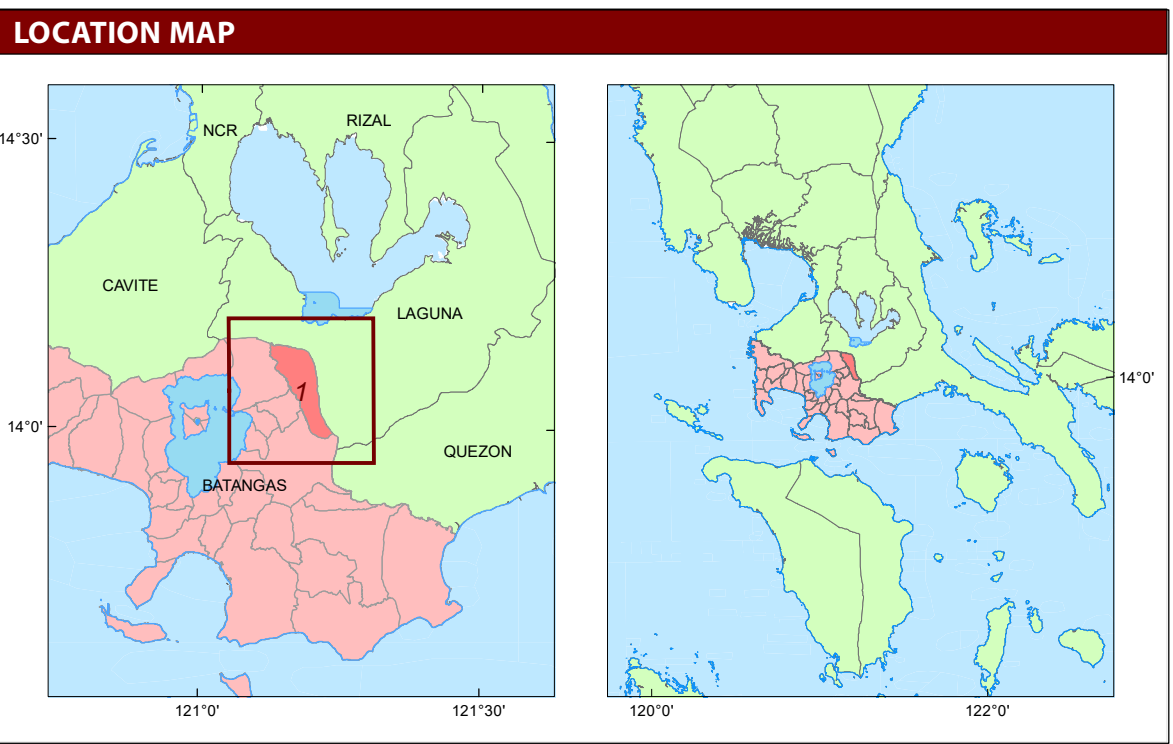 LOCATION MAP
NCR
RIZAL
14°30'
CAVITE
LAGUNA
1
14°0'
QUEZON
BATANGAS
121°0'
121°30'
14°0'
120°0'
122°0'